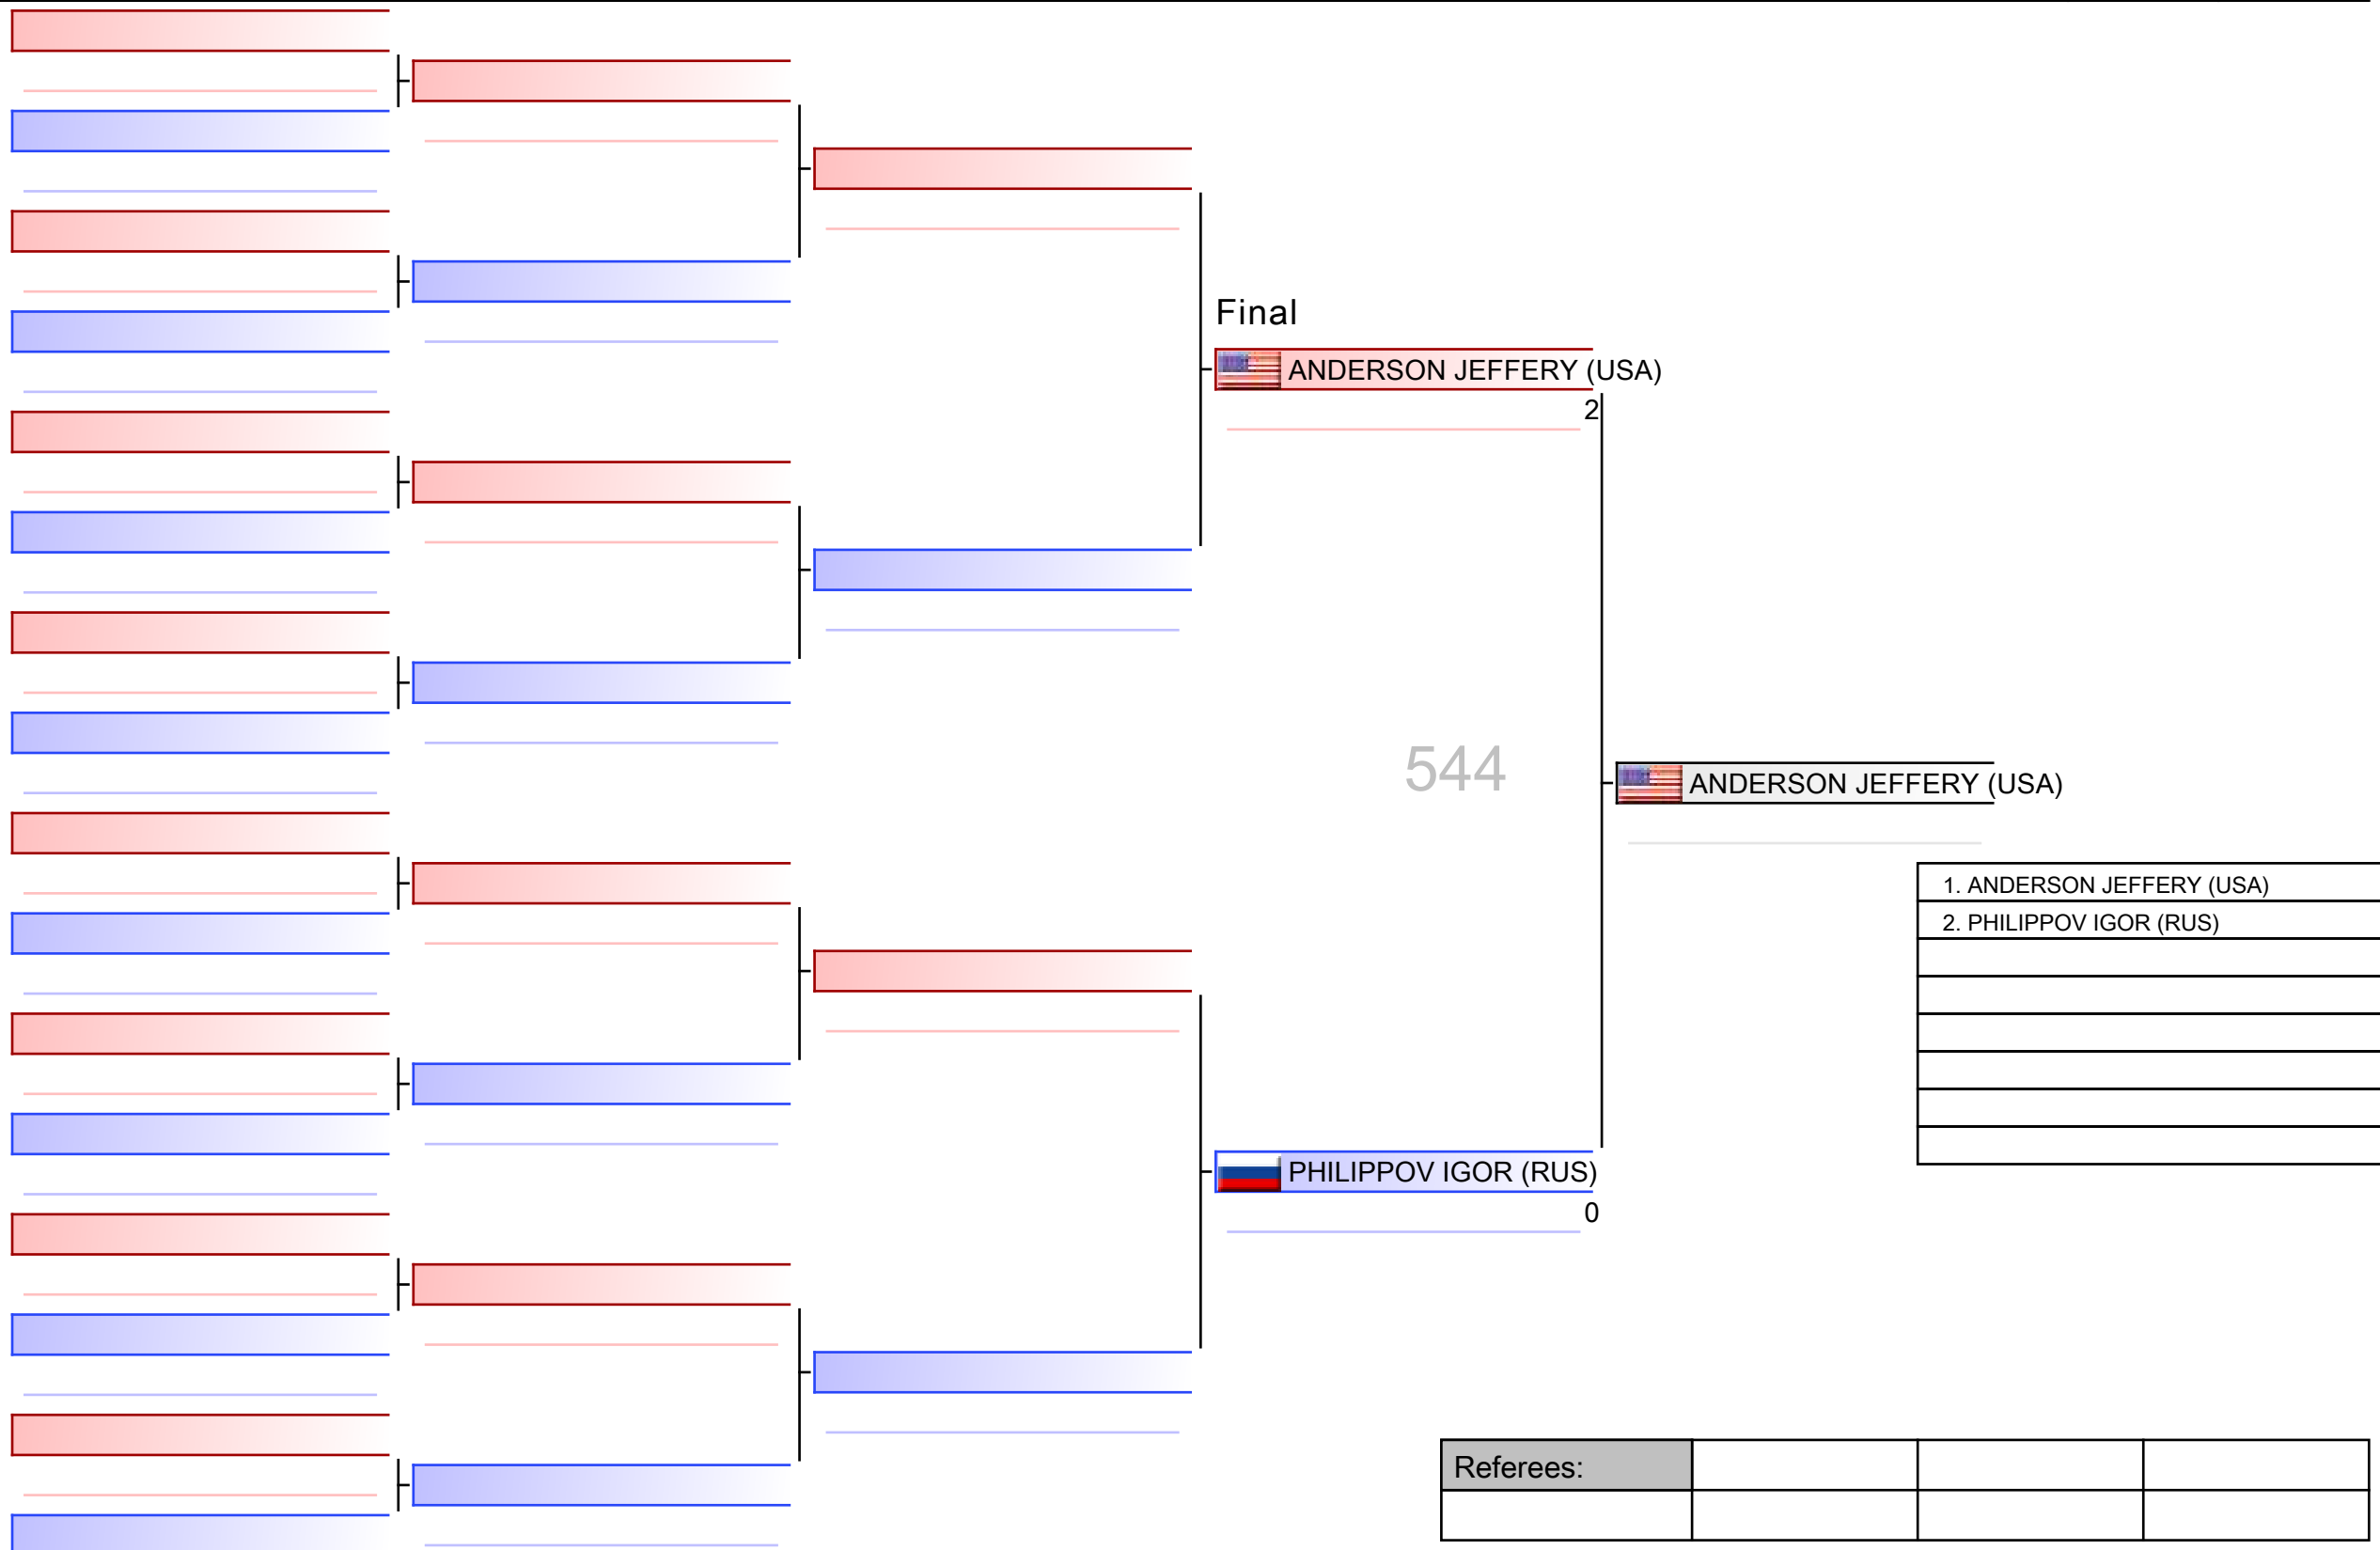 Final
ANDERSON JEFFERY (USA)
2
544
ANDERSON JEFFERY (USA)
1. ANDERSON JEFFERY (USA)
2. PHILIPPOV IGOR (RUS)
PHILIPPOV IGOR (RUS)
0
Referees: